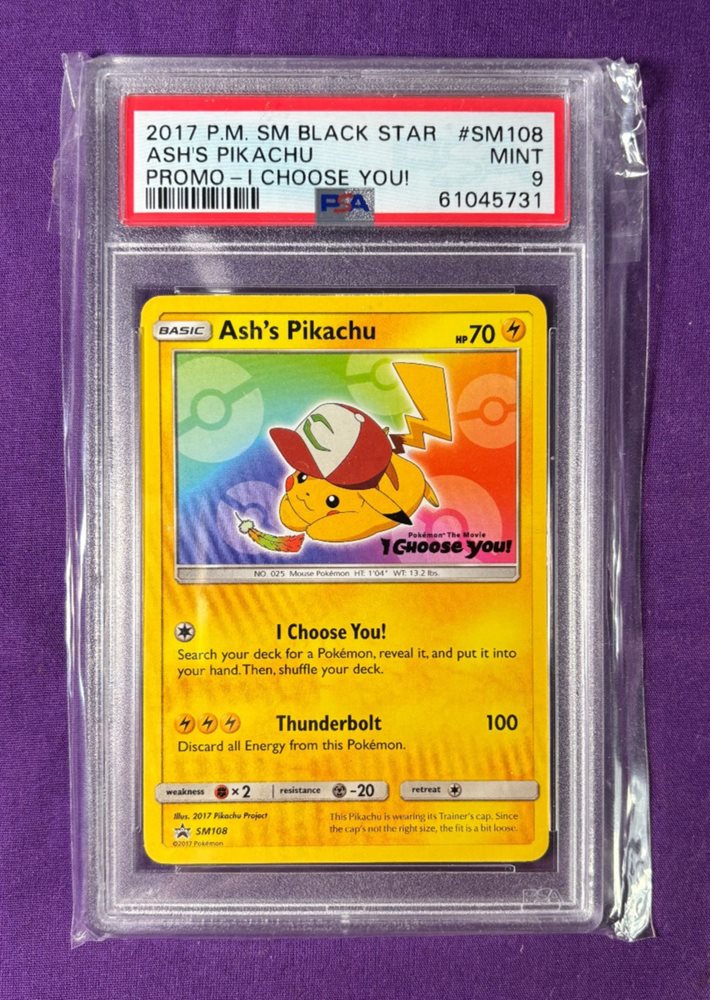 2017 P.M. SM BLACK STAR #SM108
ASH'S PIKACHU MINT
PROMO - I CHOOSE YOU! 9
PSA 61045731
BASIC Ash's Pikachu HP 70
Pokémon The Movie
I Choose you!
NO. 025 Mouse Pokémon HT: 1'04" WT: 13.2 lbs.
I Choose You!
Search your deck for a Pokémon, reveal it, and put it into
your hand. Then, shuffle your deck.
Thunderbolt 100
Discard all Energy from this Pokémon.
weakness ×2 resistance -20 retreat
Illus. 2017 Pikachu Project
This Pikachu is wearing its Trainer's cap. Since
SM108
the cap's not the right size, the fit is a bit loose.
©2017 Pokémon
PSA